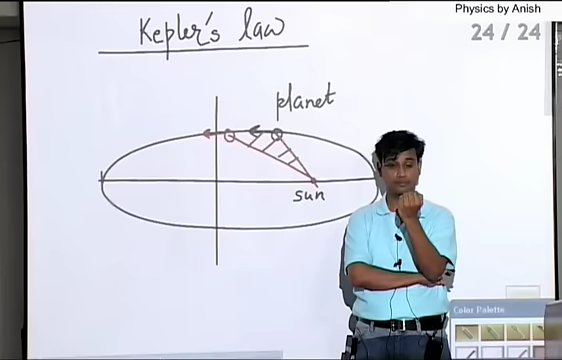 Physics by Anish
24 / 24
Kepler's law
planet
sun
Color Palette